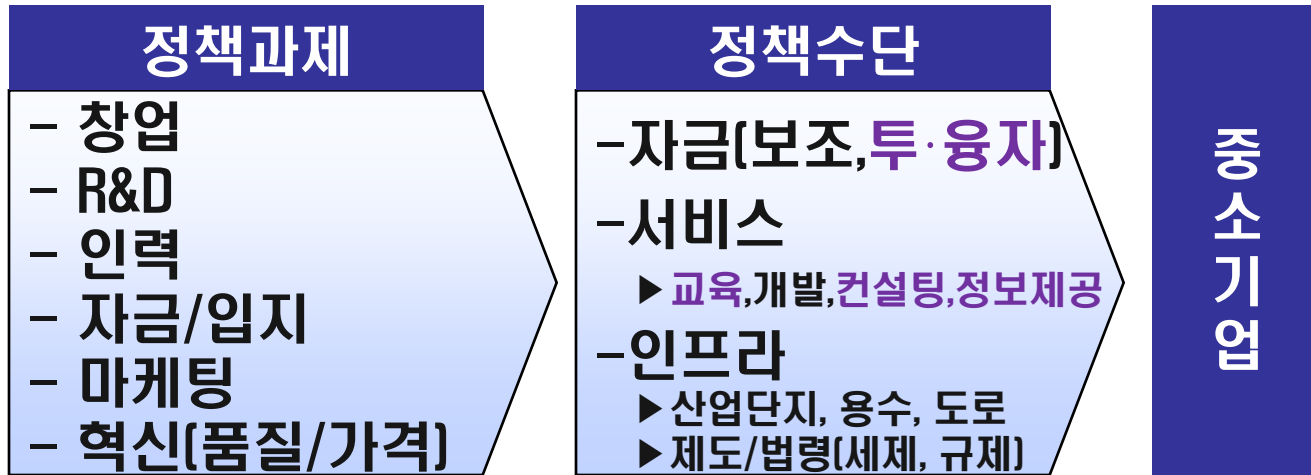 정책과제
– 창업
– R&D
– 인력
– 자금/입지
– 마케팅
– 혁신(품질/가격)
정책수단
–자금(보조,투·융자)
–서비스
▶교육,개발,컨설팅,정보제공
–인프라
▶산업단지, 용수, 도로
▶제도/법령(세제, 규제)
중소기업